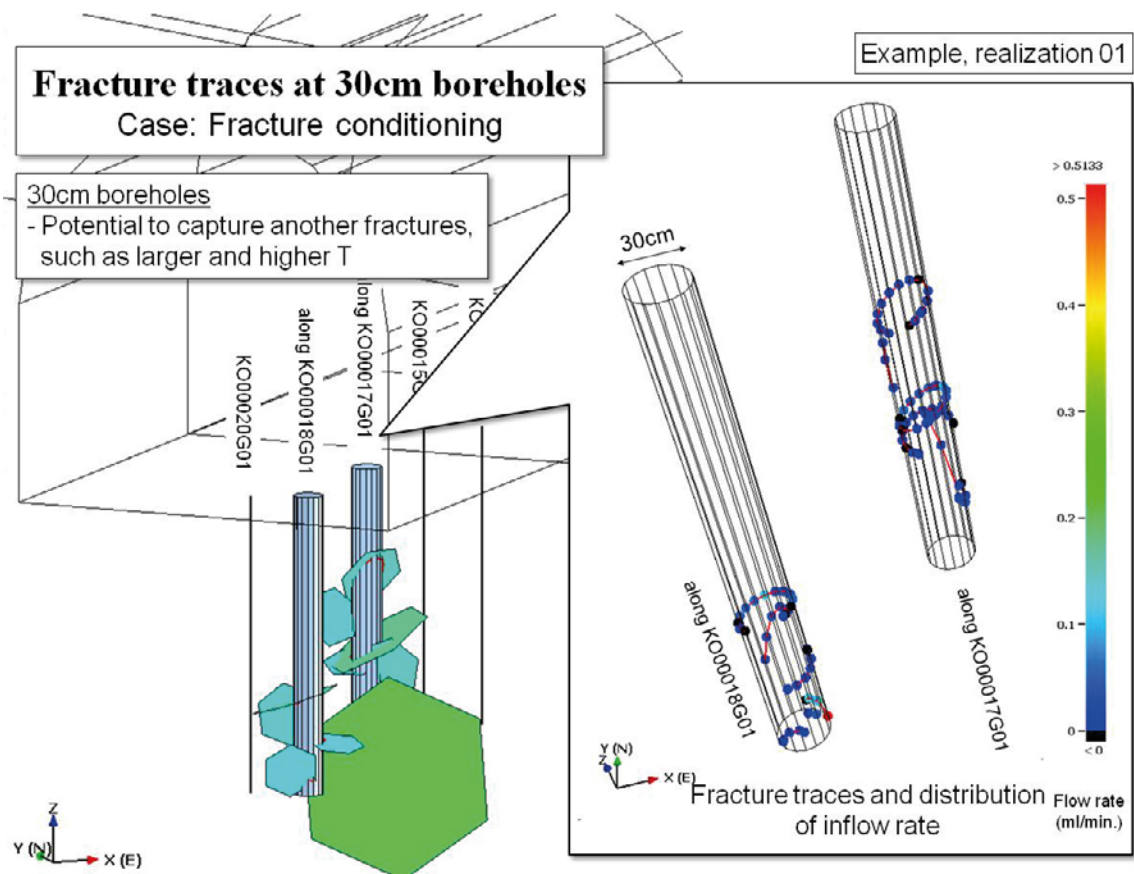 Fracture traces at 30cm boreholes
Case: Fracture conditioning
30cm boreholes
- Potential to capture another fractures,
such as larger and higher T
KO00020G01
along KO00018G01
along KO00017G01
KO00015G
Z
Y (N)
X (E)
Example, realization 01
30cm
along KO00018G01
along KO00017G01
> 0.5133
0.5
0.4
0.3
0.2
0.1
0
< 0
Y (N)
Z
X (E)
Fracture traces and distribution
of inflow rate
Flow rate
(ml/min.)